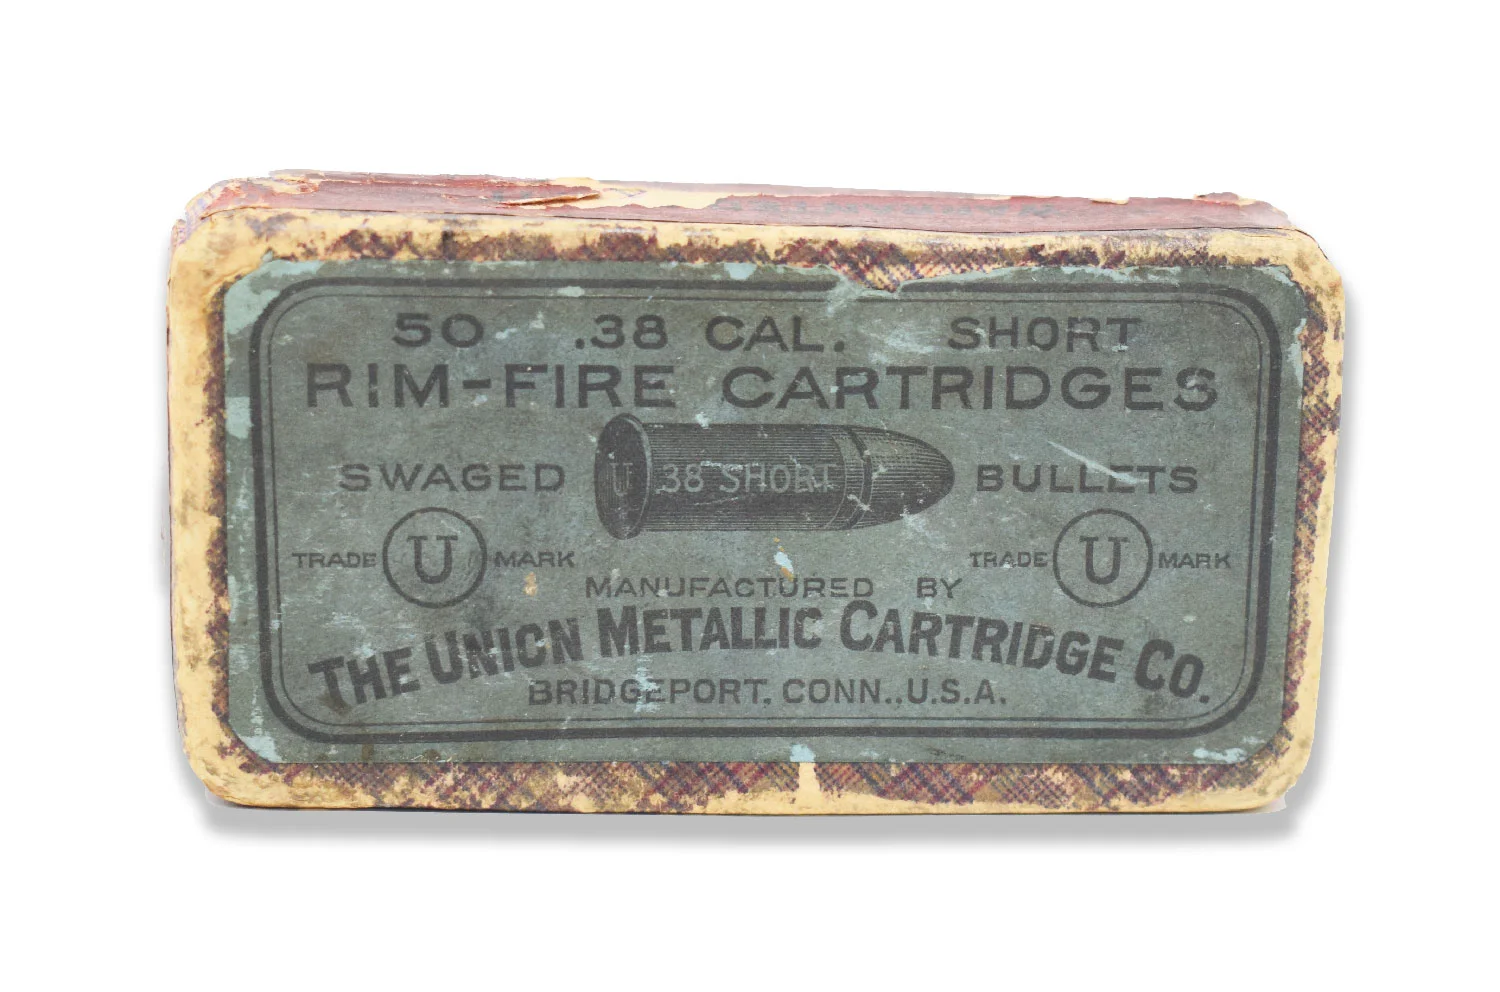 50 .38 CAL. SHORT
RIM-FIRE CARTRIDGES
SWAGED U 38 SHORT BULLETS
TRADE U MARK TRADE U MARK
MANUFACTURED BY
THE UNION METALLIC CARTRIDGE CO.
BRIDGEPORT, CONN., U.S.A.